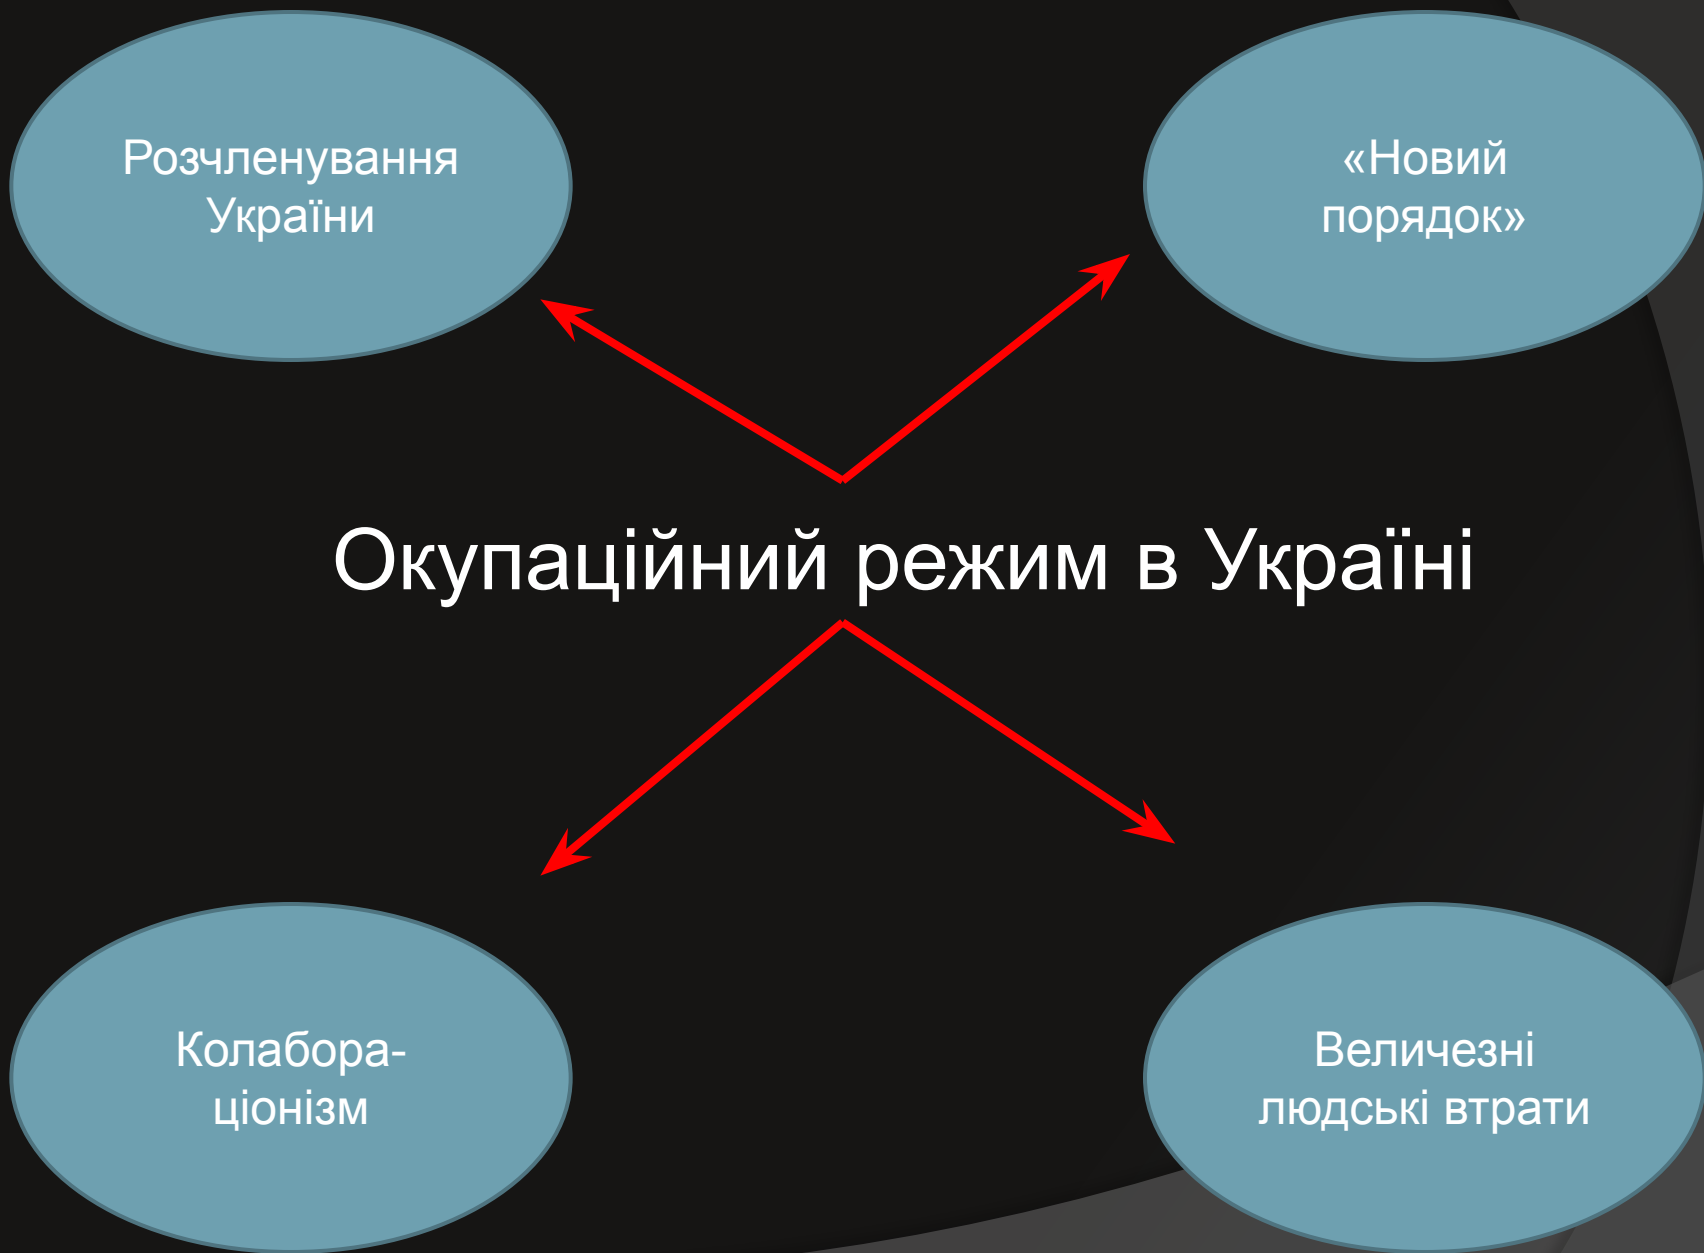 Розчленування
України
«Новий
порядок»
Окупаційний режим в Україні
Колабора-
ціонізм
Величезні
людські втрати